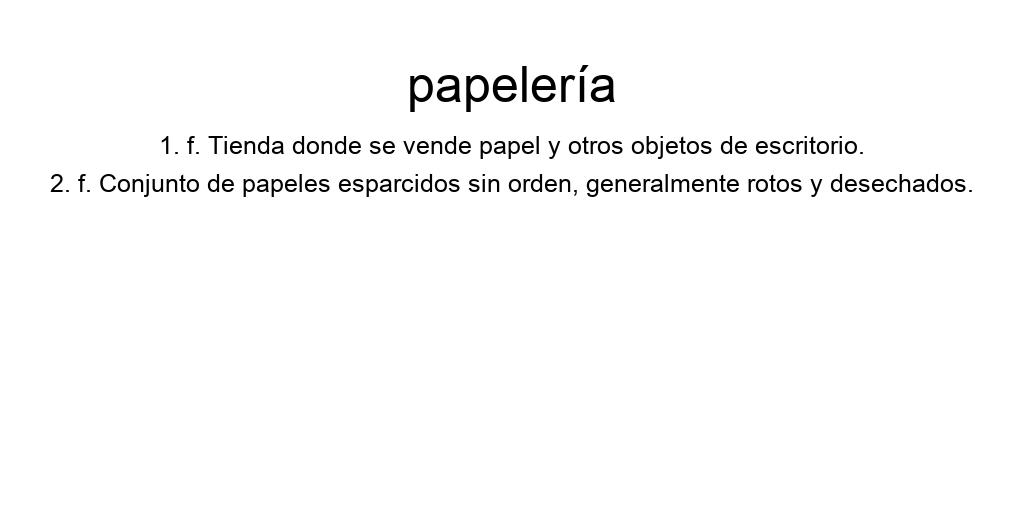 papelería
1. f. Tienda donde se vende papel y otros objetos de escritorio.
2. f. Conjunto de papeles esparcidos sin orden, generalmente rotos y desechados.